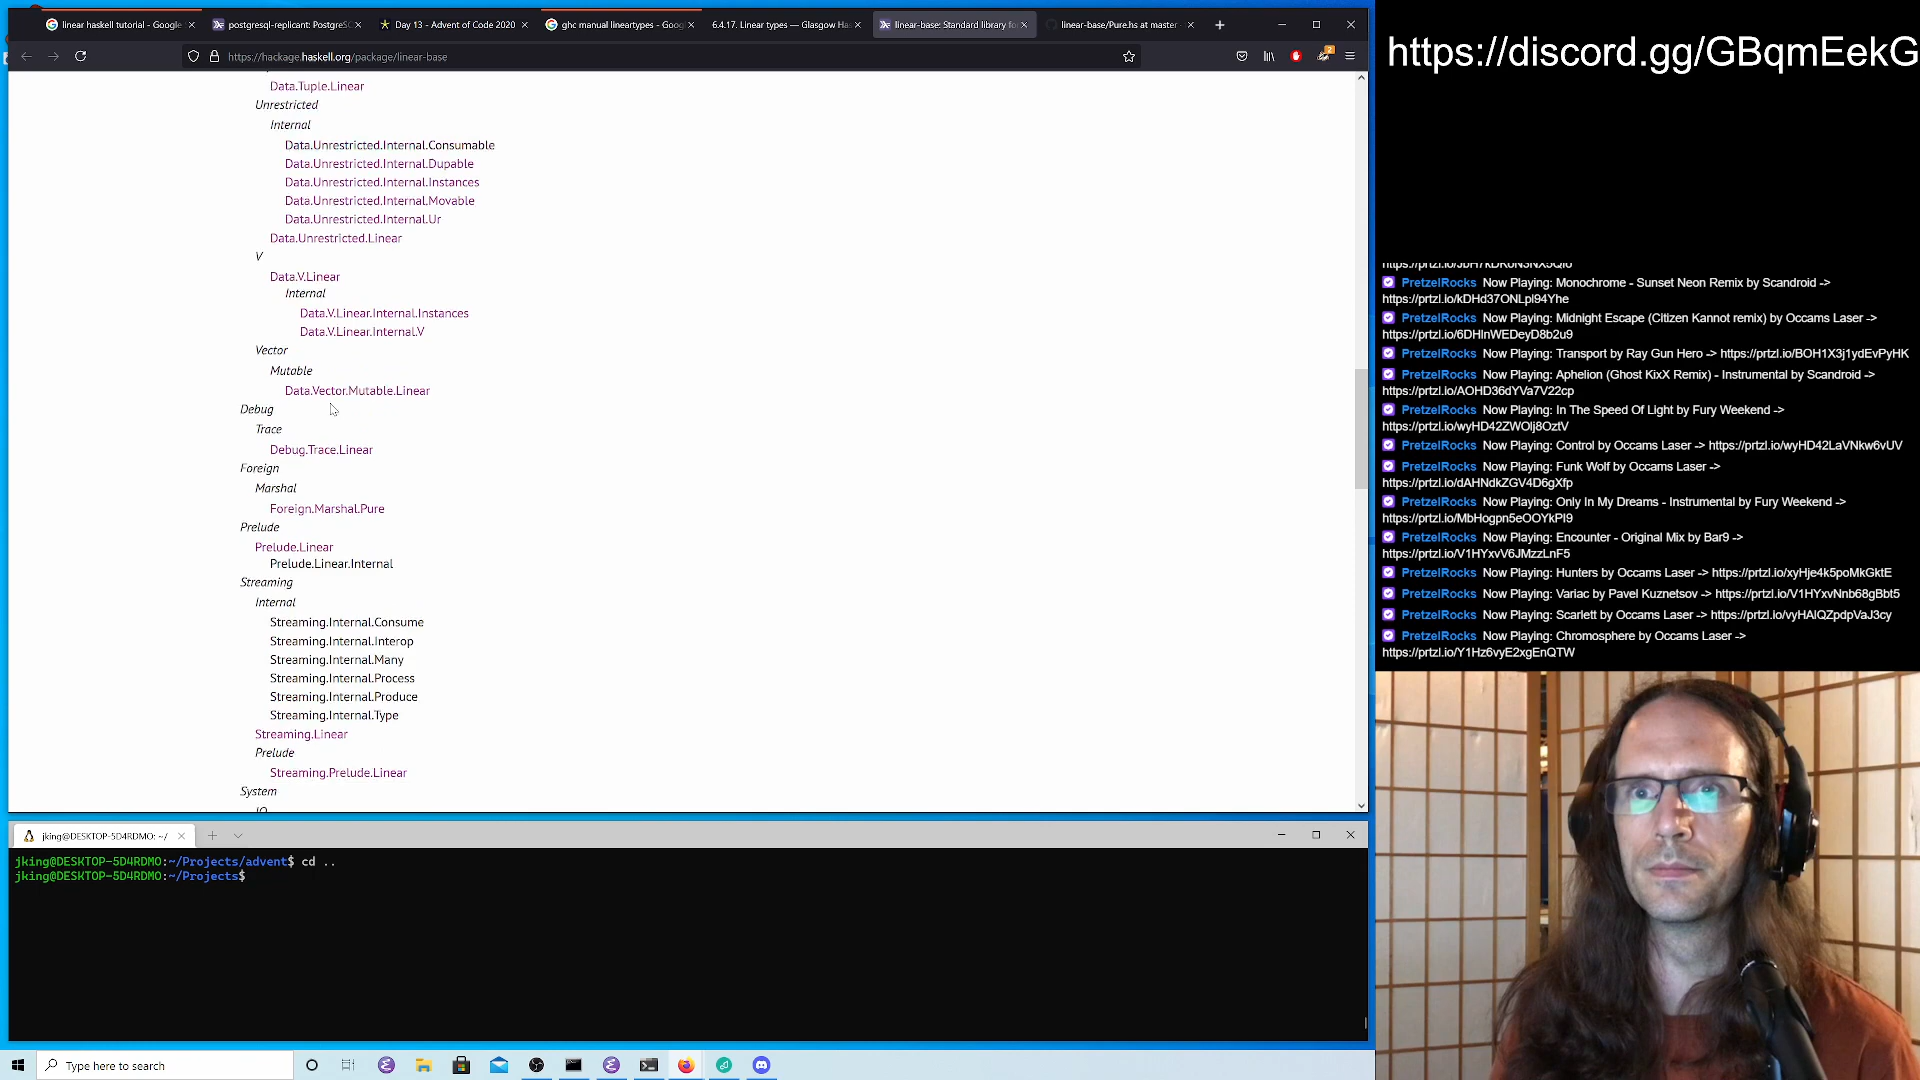 linear haskell tutorial - Google
postgresql-replicant: PostgreSQ
Day 13 - Advent of Code 2020
ghc manual lineartypes - Goog
6.4.17. Linear types — Glasgow Ha
linear-base: Standard library fo
linear-base/Pure.hs at master
https://hackage.haskell.org/package/linear-base
Data.Tuple.Linear
Unrestricted
Internal
Data.Unrestricted.Internal.Consumable
Data.Unrestricted.Internal.Dupable
Data.Unrestricted.Internal.Instances
Data.Unrestricted.Internal.Movable
Data.Unrestricted.Internal.Ur
Data.Unrestricted.Linear
V
Data.V.Linear
Internal
Data.V.Linear.Internal.Instances
Data.V.Linear.Internal.V
Vector
Mutable
Data.Vector.Mutable.Linear
Debug
Trace
Debug.Trace.Linear
Foreign
Marshal
Foreign.Marshal.Pure
Prelude
Prelude.Linear
Prelude.Linear.Internal
Streaming
Internal
Streaming.Internal.Consume
Streaming.Internal.Interop
Streaming.Internal.Many
Streaming.Internal.Process
Streaming.Internal.Produce
Streaming.Internal.Type
Streaming.Linear
Prelude
Streaming.Prelude.Linear
System
IO
jking@DESKTOP-5D4RDMO: ~/
jking@DESKTOP-5D4RDMO:~/Projects/advent$ cd ..
jking@DESKTOP-5D4RDMO:~/Projects$
Type here to search
https://discord.gg/GBqmEekG
PretzelRocks Now Playing: Monochrome - Sunset Neon Remix by Scandroid ->
https://prtzl.io/kDHd37ONLpl94Yhe
PretzelRocks Now Playing: Midnight Escape (Citizen Kannot remix) by Occams Laser ->
https://prtzl.io/6DHlnWEDeyD8b2u9
PretzelRocks Now Playing: Transport by Ray Gun Hero -> https://prtzl.io/BOH1X3j1ydEvPyHK
PretzelRocks Now Playing: Aphelion (Ghost KixX Remix) - Instrumental by Scandroid ->
https://prtzl.io/AOHD36dYVa7V22cp
PretzelRocks Now Playing: In The Speed Of Light by Fury Weekend ->
https://prtzl.io/wyHD42ZWOlj8OztV
PretzelRocks Now Playing: Control by Occams Laser -> https://prtzl.io/wyHD42LaVNkw6vUV
PretzelRocks Now Playing: Funk Wolf by Occams Laser ->
https://prtzl.io/dAHNdkZGV4D6gXfp
PretzelRocks Now Playing: Only In My Dreams - Instrumental by Fury Weekend ->
https://prtzl.io/MbHogpn5eOOYkPI9
PretzelRocks Now Playing: Encounter - Original Mix by Bar9 ->
https://prtzl.io/V1HYxvV6JMzzLnF5
PretzelRocks Now Playing: Hunters by Occams Laser -> https://prtzl.io/xyHje4k5poMkGktE
PretzelRocks Now Playing: Variac by Pavel Kuznetsov -> https://prtzl.io/V1HYxvNnb68gBbt5
PretzelRocks Now Playing: Scarlett by Occams Laser -> https://prtzl.io/vyHAlQZpdpVaJ3cy
PretzelRocks Now Playing: Chromosphere by Occams Laser ->
https://prtzl.io/Y1Hz6vyE2xgEnQTW